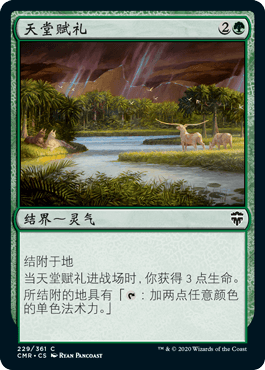 天堂赋礼 2
结界～灵气
结附于地
当天堂赋礼进战场时，你获得 3 点生命。
所结附的地具有「：加两点任意颜色
的单色法术力。」
229/361 C
CMR • CS RYAN PANCOAST
™ & © 2020 Wizards of the Coast